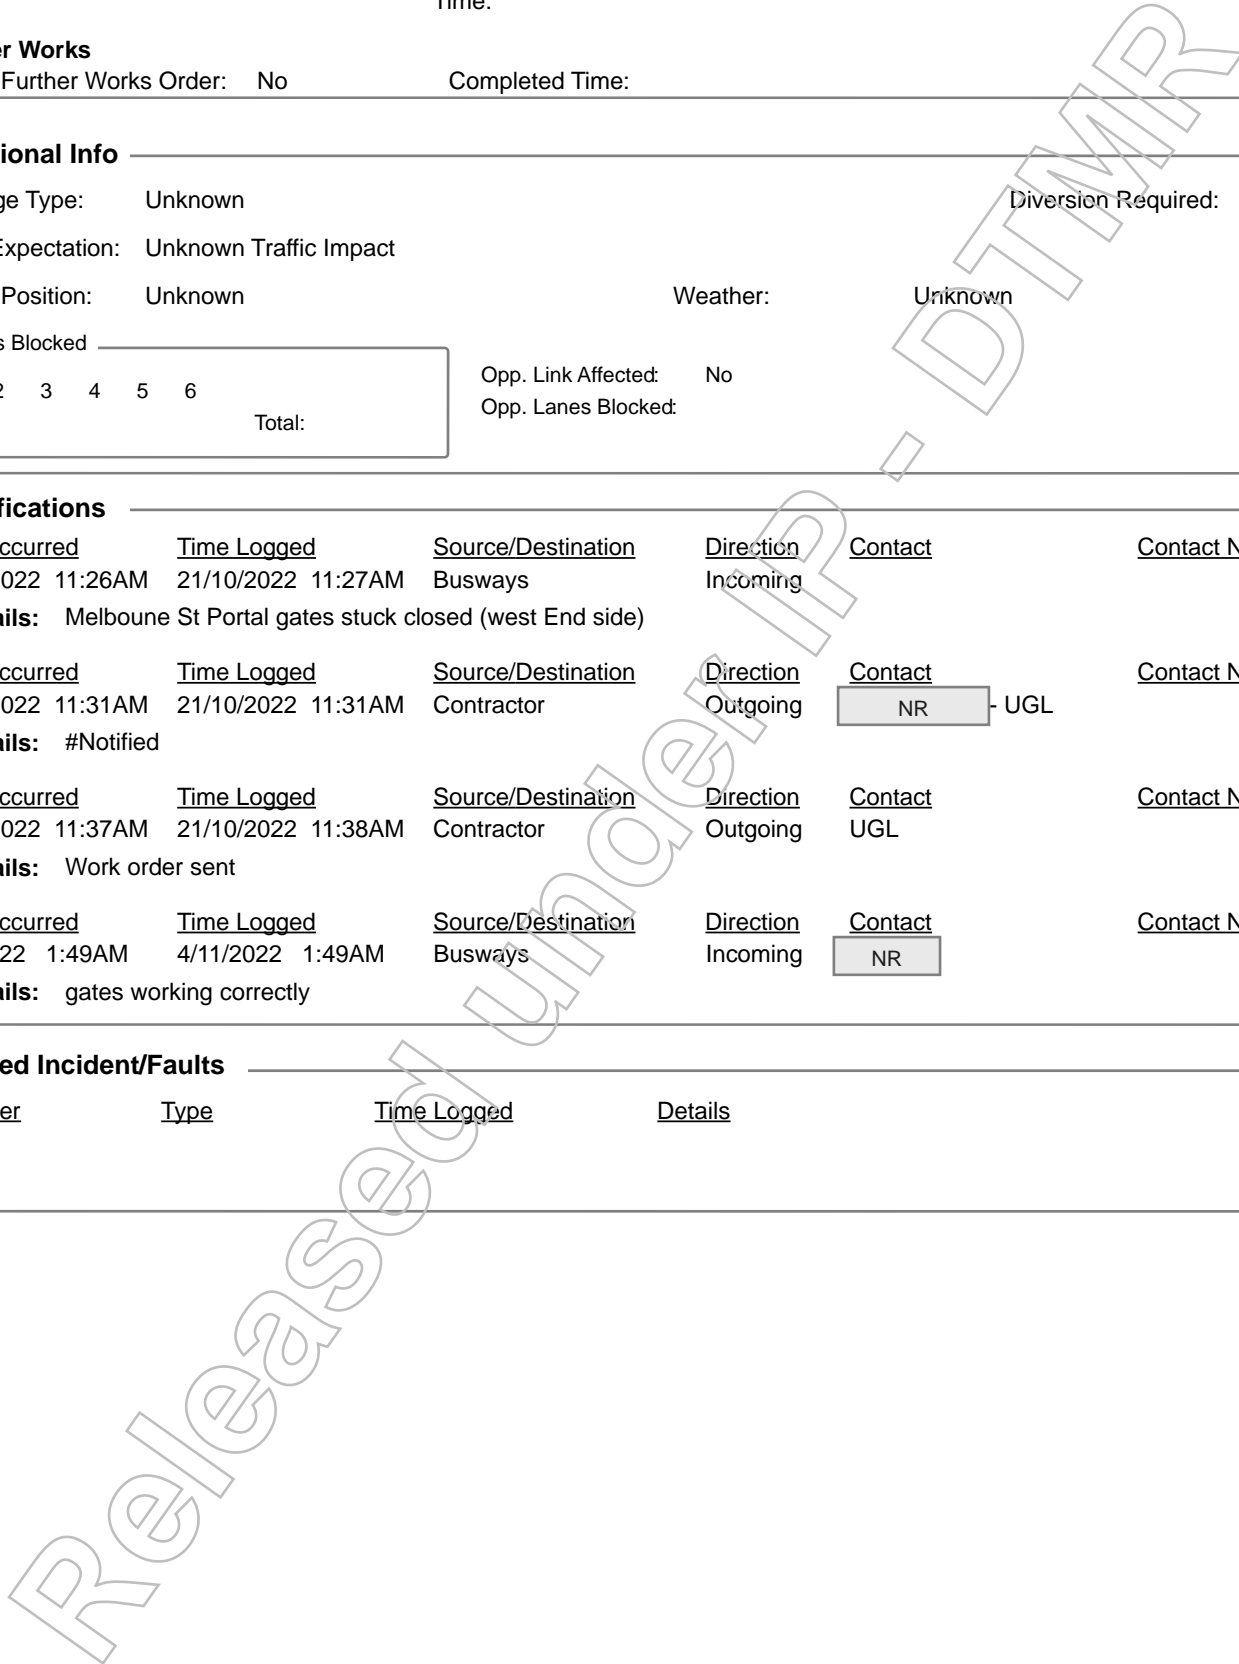 Time:
er Works
Further Works Order: No Completed Time:
ional Info
ge Type: Unknown Diversion Required:
Expectation: Unknown Traffic Impact
Position: Unknown Weather: Unknown
s Blocked
2 3 4 5 6
Total:
Opp. Link Affected: No
Opp. Lanes Blocked:
fications
ccurred Time Logged Source/Destination Direction Contact Contact N
022 11:26AM 21/10/2022 11:27AM Busways Incoming
ails: Melboune St Portal gates stuck closed (west End side)
ccurred Time Logged Source/Destination Direction Contact Contact N
022 11:31AM 21/10/2022 11:31AM Contractor Outgoing NR - UGL
ails: #Notified
ccurred Time Logged Source/Destination Direction Contact Contact N
022 11:37AM 21/10/2022 11:38AM Contractor Outgoing UGL
ails: Work order sent
ccurred Time Logged Source/Destination Direction Contact Contact N
22 1:49AM 4/11/2022 1:49AM Busways Incoming NR
ails: gates working correctly
ed Incident/Faults
er Type Time Logged Details
Released under IP - DTMR